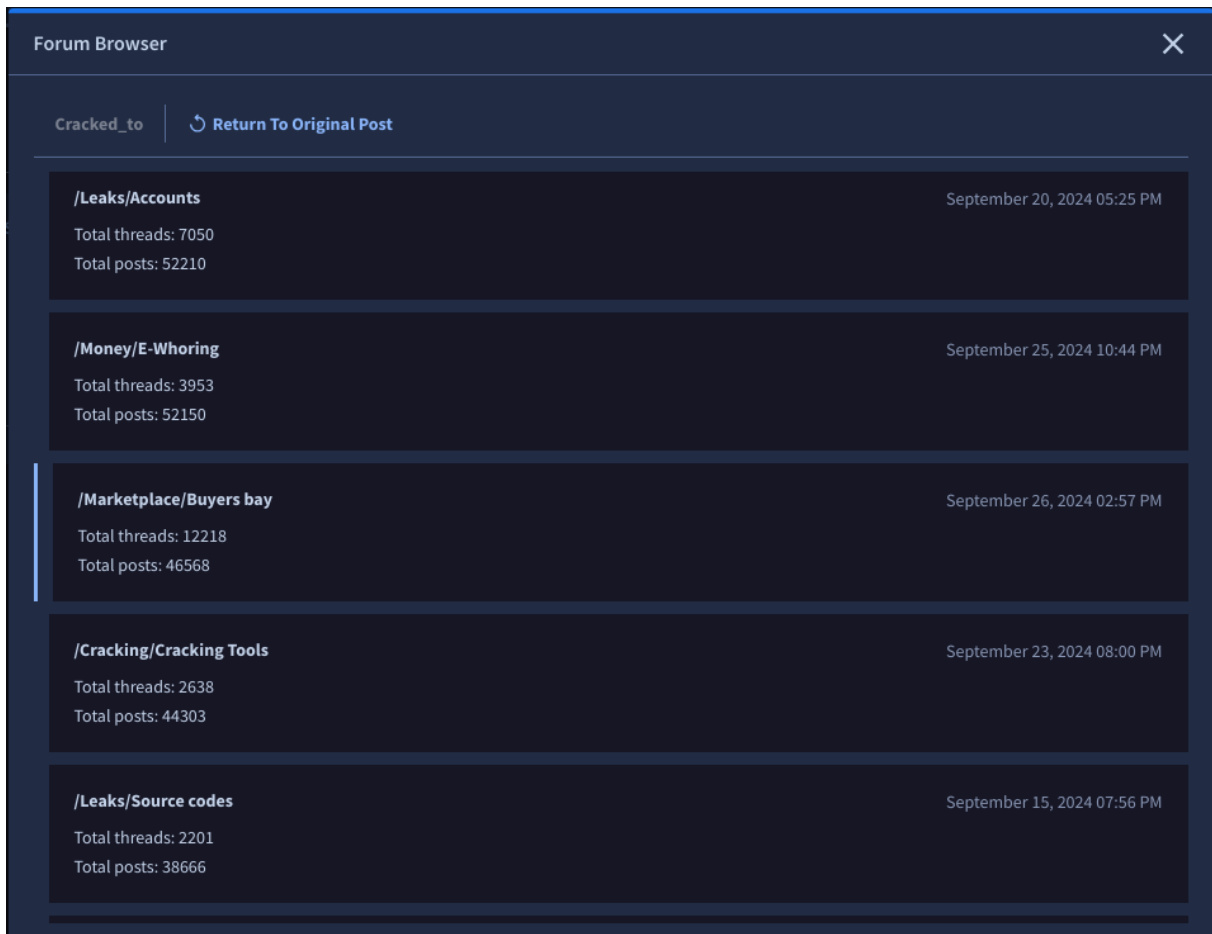 Forum Browser
Cracked_to
Return To Original Post
/Leaks/Accounts
September 20, 2024 05:25 PM
Total threads: 7050
Total posts: 52210
/Money/E-Whoring
September 25, 2024 10:44 PM
Total threads: 3953
Total posts: 52150
/Marketplace/Buyers bay
September 26, 2024 02:57 PM
Total threads: 12218
Total posts: 46568
/Cracking/Cracking Tools
September 23, 2024 08:00 PM
Total threads: 2638
Total posts: 44303
/Leaks/Source codes
September 15, 2024 07:56 PM
Total threads: 2201
Total posts: 38666